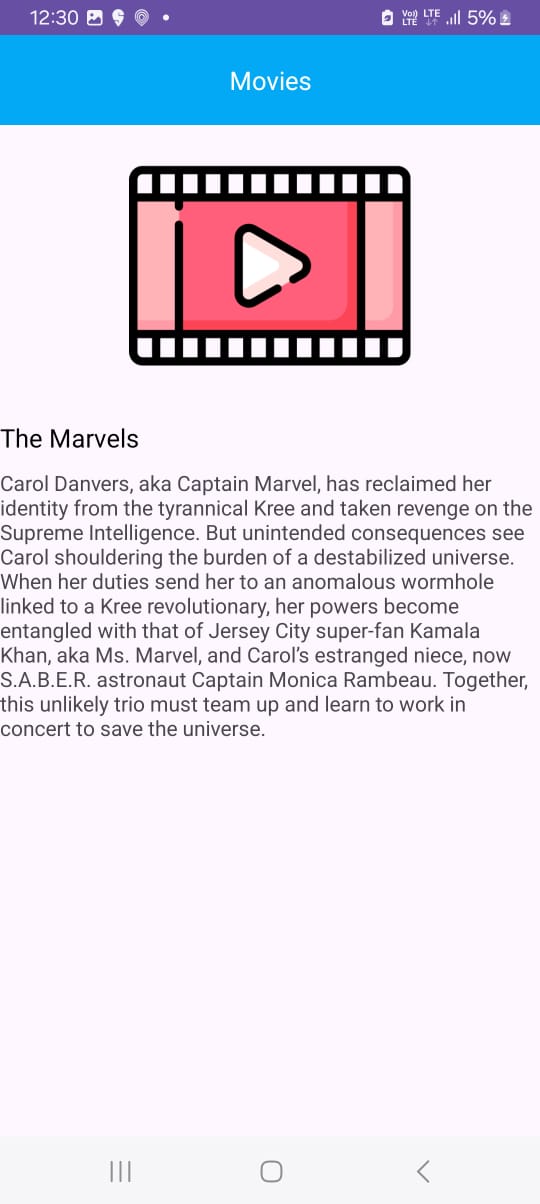 12:30
Vo)) LTE LTE 5%
Movies
The Marvels
Carol Danvers, aka Captain Marvel, has reclaimed her
identity from the tyrannical Kree and taken revenge on the
Supreme Intelligence. But unintended consequences see
Carol shouldering the burden of a destabilized universe.
When her duties send her to an anomalous wormhole
linked to a Kree revolutionary, her powers become
entangled with that of Jersey City super-fan Kamala
Khan, aka Ms. Marvel, and Carol’s estranged niece, now
S.A.B.E.R. astronaut Captain Monica Rambeau. Together,
this unlikely trio must team up and learn to work in
concert to save the universe.